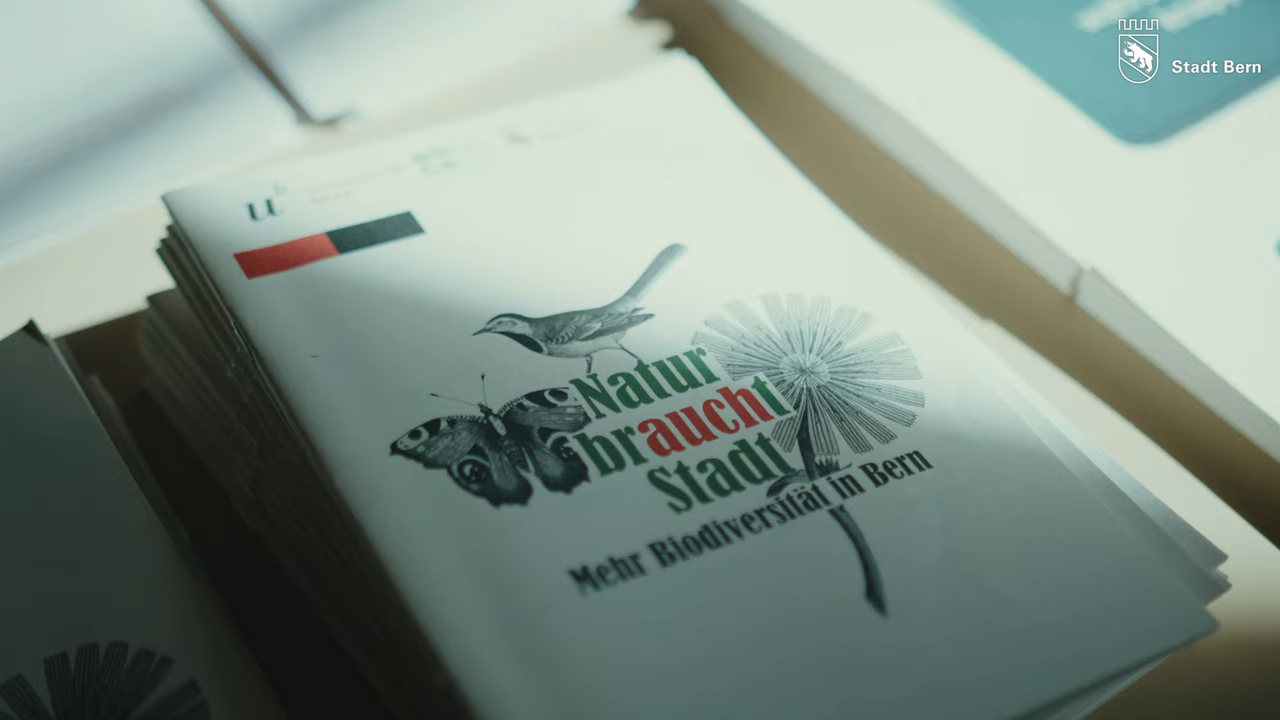 Stadt Bern
u
b
Natur
braucht
Stadt
Mehr Biodiversität in Bern